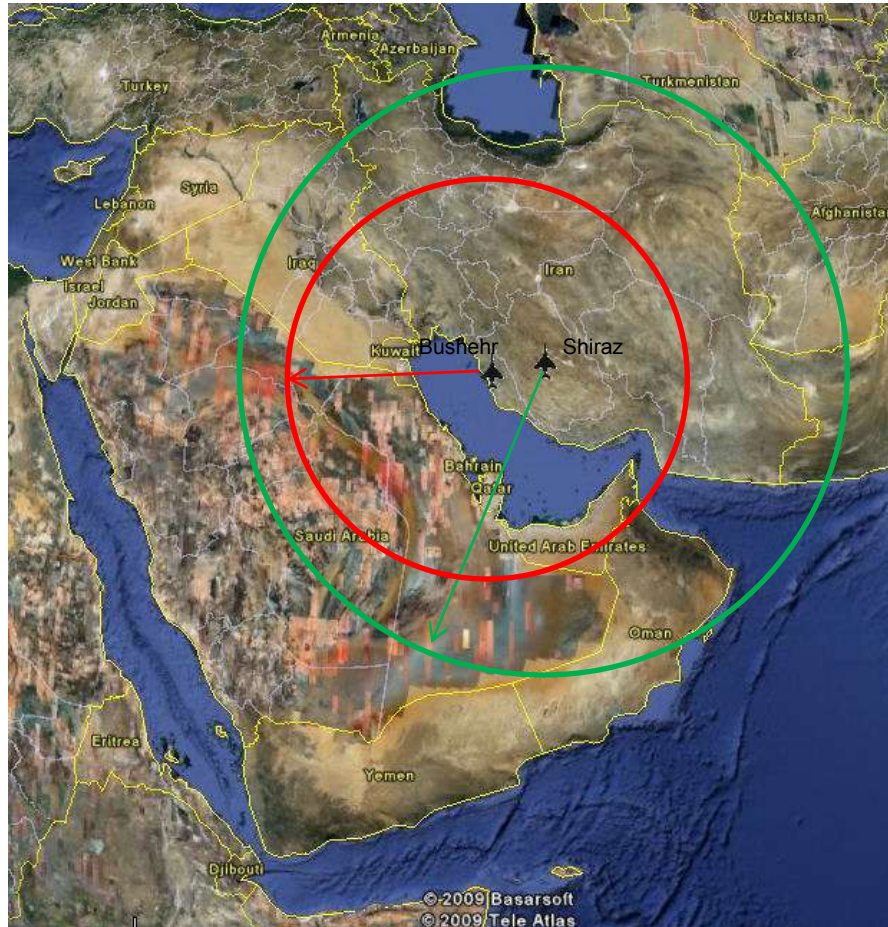 Uzbekistan
Armenia
Azerbaijan
Turkey
Turkmenistan
Syria
Lebanon
Afghanistan
West Bank
Iraq
Iran
Israel
Jordan
Kuwait
Bushehr
Shiraz
Bahrain
Qatar
Saudi Arabia
United Arab Emirates
Oman
Eritrea
Yemen
Djibouti
© 2009 Basarsoft
© 2009 Tele Atlas